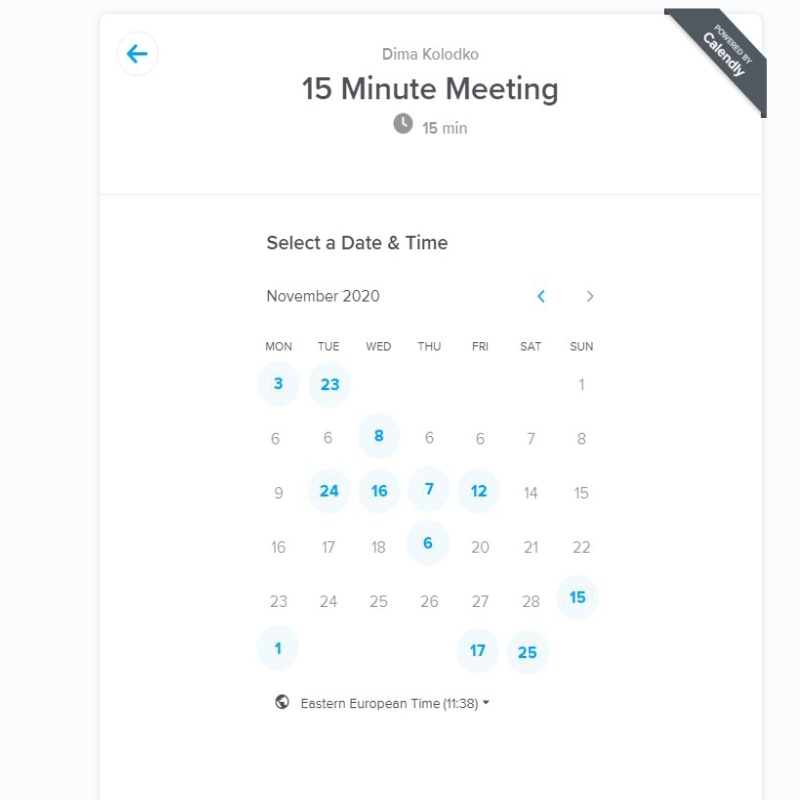 Dima Kolodko
15 Minute Meeting
15 min
POWERED BY
Calendly
Select a Date & Time
November 2020
MON TUE WED THU FRI SAT SUN
3 23 1
6 6 8 6 6 7 8
9 24 16 7 12 14 15
16 17 18 6 20 21 22
23 24 25 26 27 28 15
1 17 25
Eastern European Time (11:38)